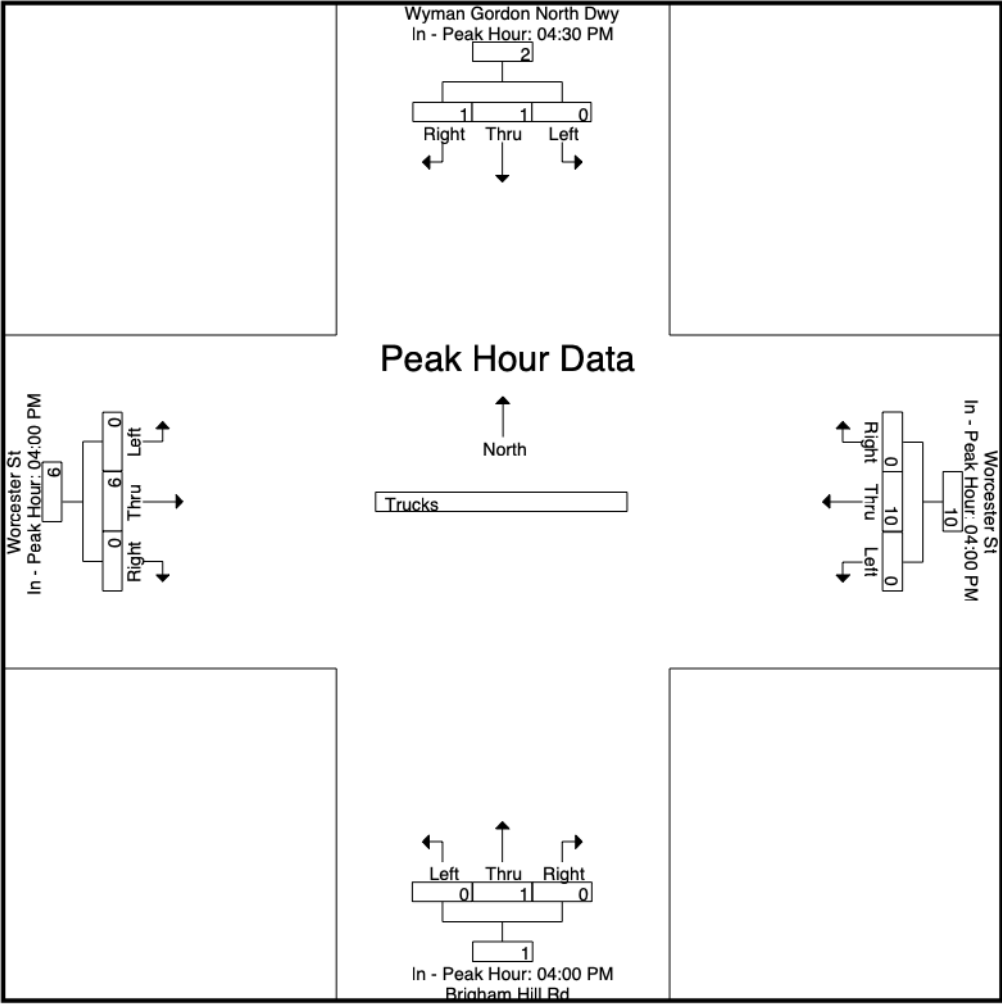 Wyman Gordon North Dwy
In - Peak Hour: 04:30 PM
2
1 1 0
Right Thru Left
Peak Hour Data
North
Trucks
Worcester St
In - Peak Hour: 04:00 PM
6
0 6 0
Left Thru Right
Worcester St
In - Peak Hour: 04:00 PM
10
0 10 0
Right Thru Left
Left Thru Right
0 1 0
1
In - Peak Hour: 04:00 PM
Brigham Hill Rd